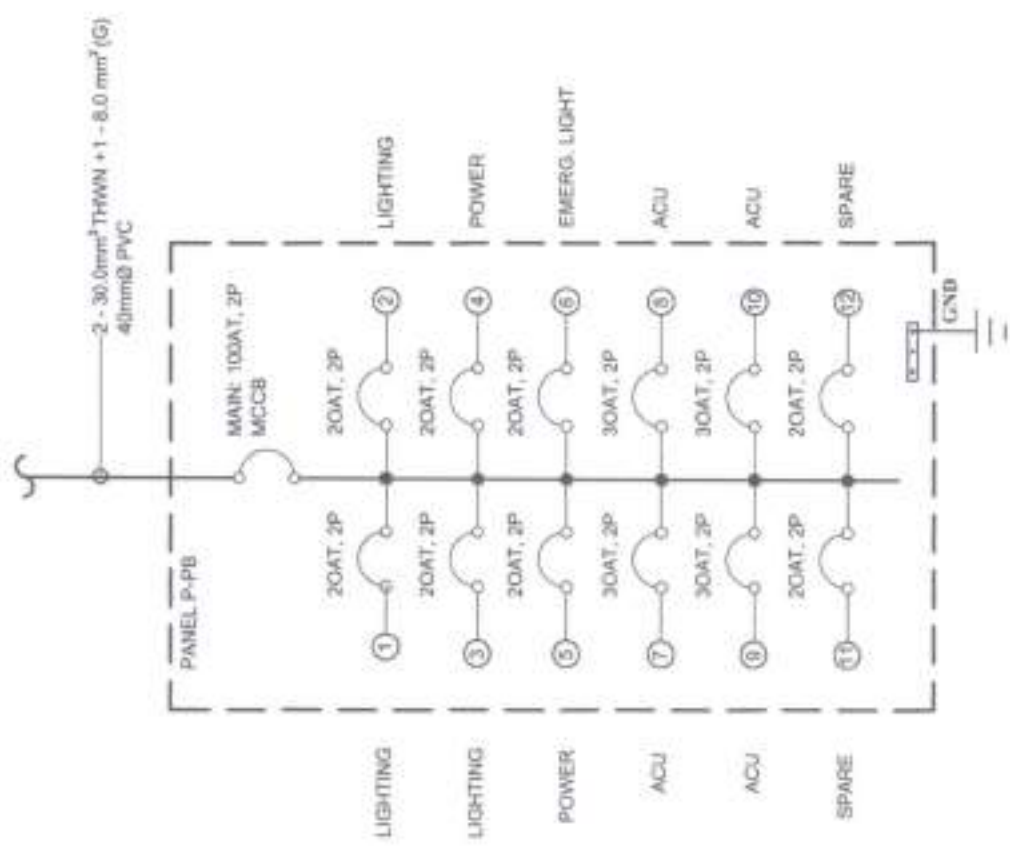 2 - 30.0mm² THWN + 1 - 8.0 mm² (G)
40mmØ PVC
PANEL P-PB
MAIN: 100AT, 2P
MCCB
LIGHTING 1 20AT, 2P 20AT, 2P 2 LIGHTING
LIGHTING 3 20AT, 2P 20AT, 2P 4 POWER
POWER 5 20AT, 2P 20AT, 2P 6 EMERG. LIGHT
ACU 7 30AT, 2P 30AT, 2P 8 ACU
ACU 9 30AT, 2P 30AT, 2P 10 ACU
SPARE 11 20AT, 2P 20AT, 2P 12 SPARE
GND